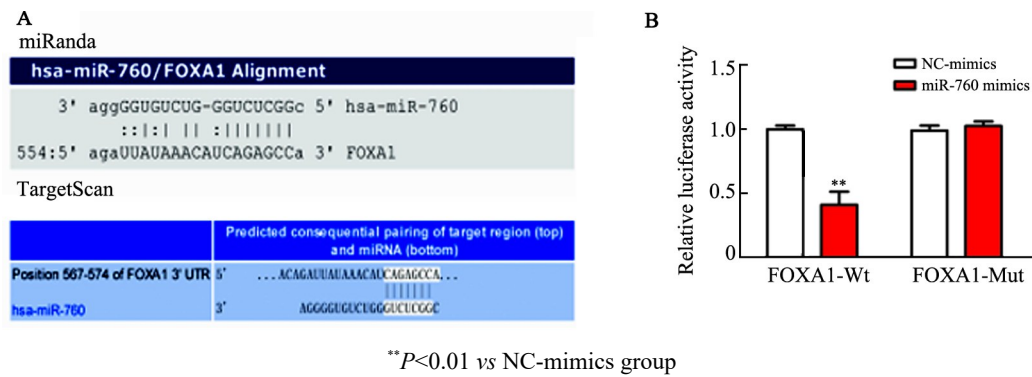 A
miRanda
hsa-miR-760/FOXA1 Alignment
3' aggGGUGUCUG-GGUCUCGGc 5' hsa-miR-760
::|:| || :|||||||
554:5' agaUUAUAAACAUCAGAGCCa 3' FOXA1
TargetScan
Predicted consequential pairing of target region (top)
and miRNA (bottom)
Position 567-574 of FOXA1 3' UTR 5' ...ACAGAUUAUAAACAUCAGAGCCA...
|||||||
hsa-miR-760 3' AGGGGUGUCUGGGUCUCGGC
B
Relative luciferase activity
1.5
1.0
0.5
0
NC-mimics
miR-760 mimics
**
FOXA1-Wt FOXA1-Mut
**P<0.01 vs NC-mimics group